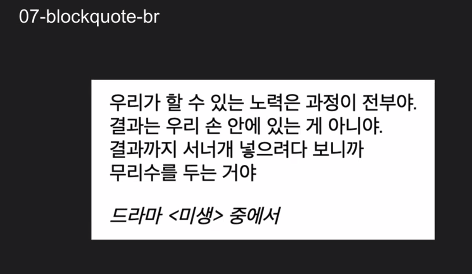 07-blockquote-br
우리가 할 수 있는 노력은 과정이 전부야.
결과는 우리 손 안에 있는 게 아니야.
결과까지 서너개 넣으려다 보니까
무리수를 두는 거야
드라마 <미생> 중에서